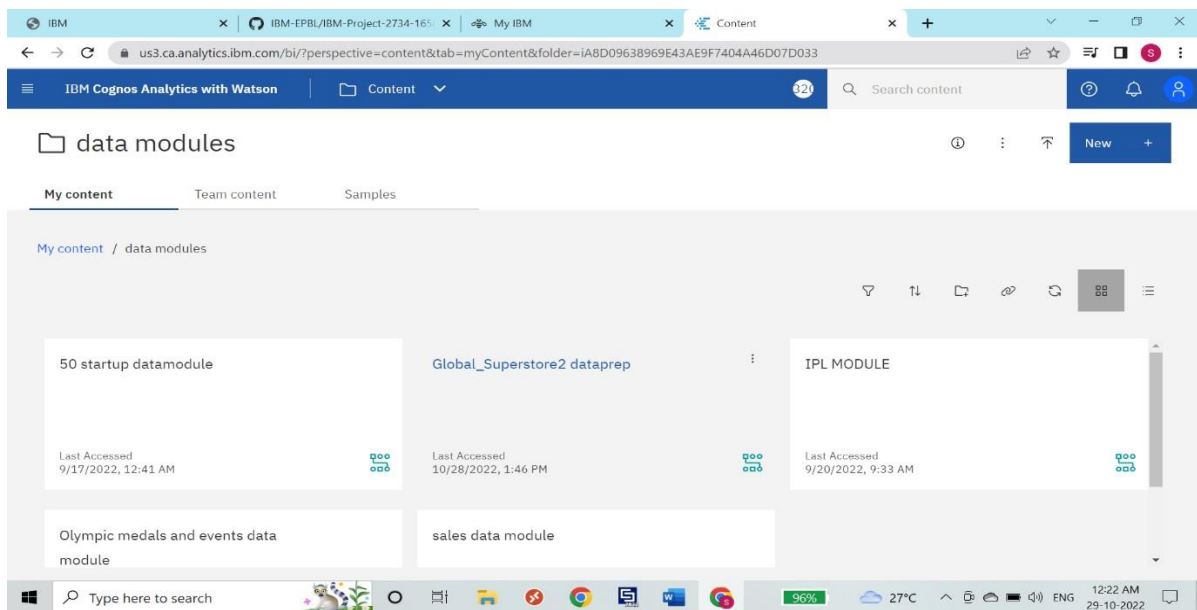 IBM
IBM-EPBL/IBM-Project-2734-165
My IBM
Content
us3.ca.analytics.ibm.com/bi/?perspective=content&tab=myContent&folder=iA8D09638969E43AE9F7404A46D07D033
S
IBM Cognos Analytics with Watson
Content
Search content
data modules
New +
My content Team content Samples
My content / data modules
50 startup datamodule
Last Accessed
9/17/2022, 12:41 AM
Global_Superstore2 dataprep
Last Accessed
10/28/2022, 1:46 PM
IPL MODULE
Last Accessed
9/20/2022, 9:33 AM
Olympic medals and events data
module
sales data module
Type here to search
96%
27°C
ENG
12:22 AM
29-10-2022